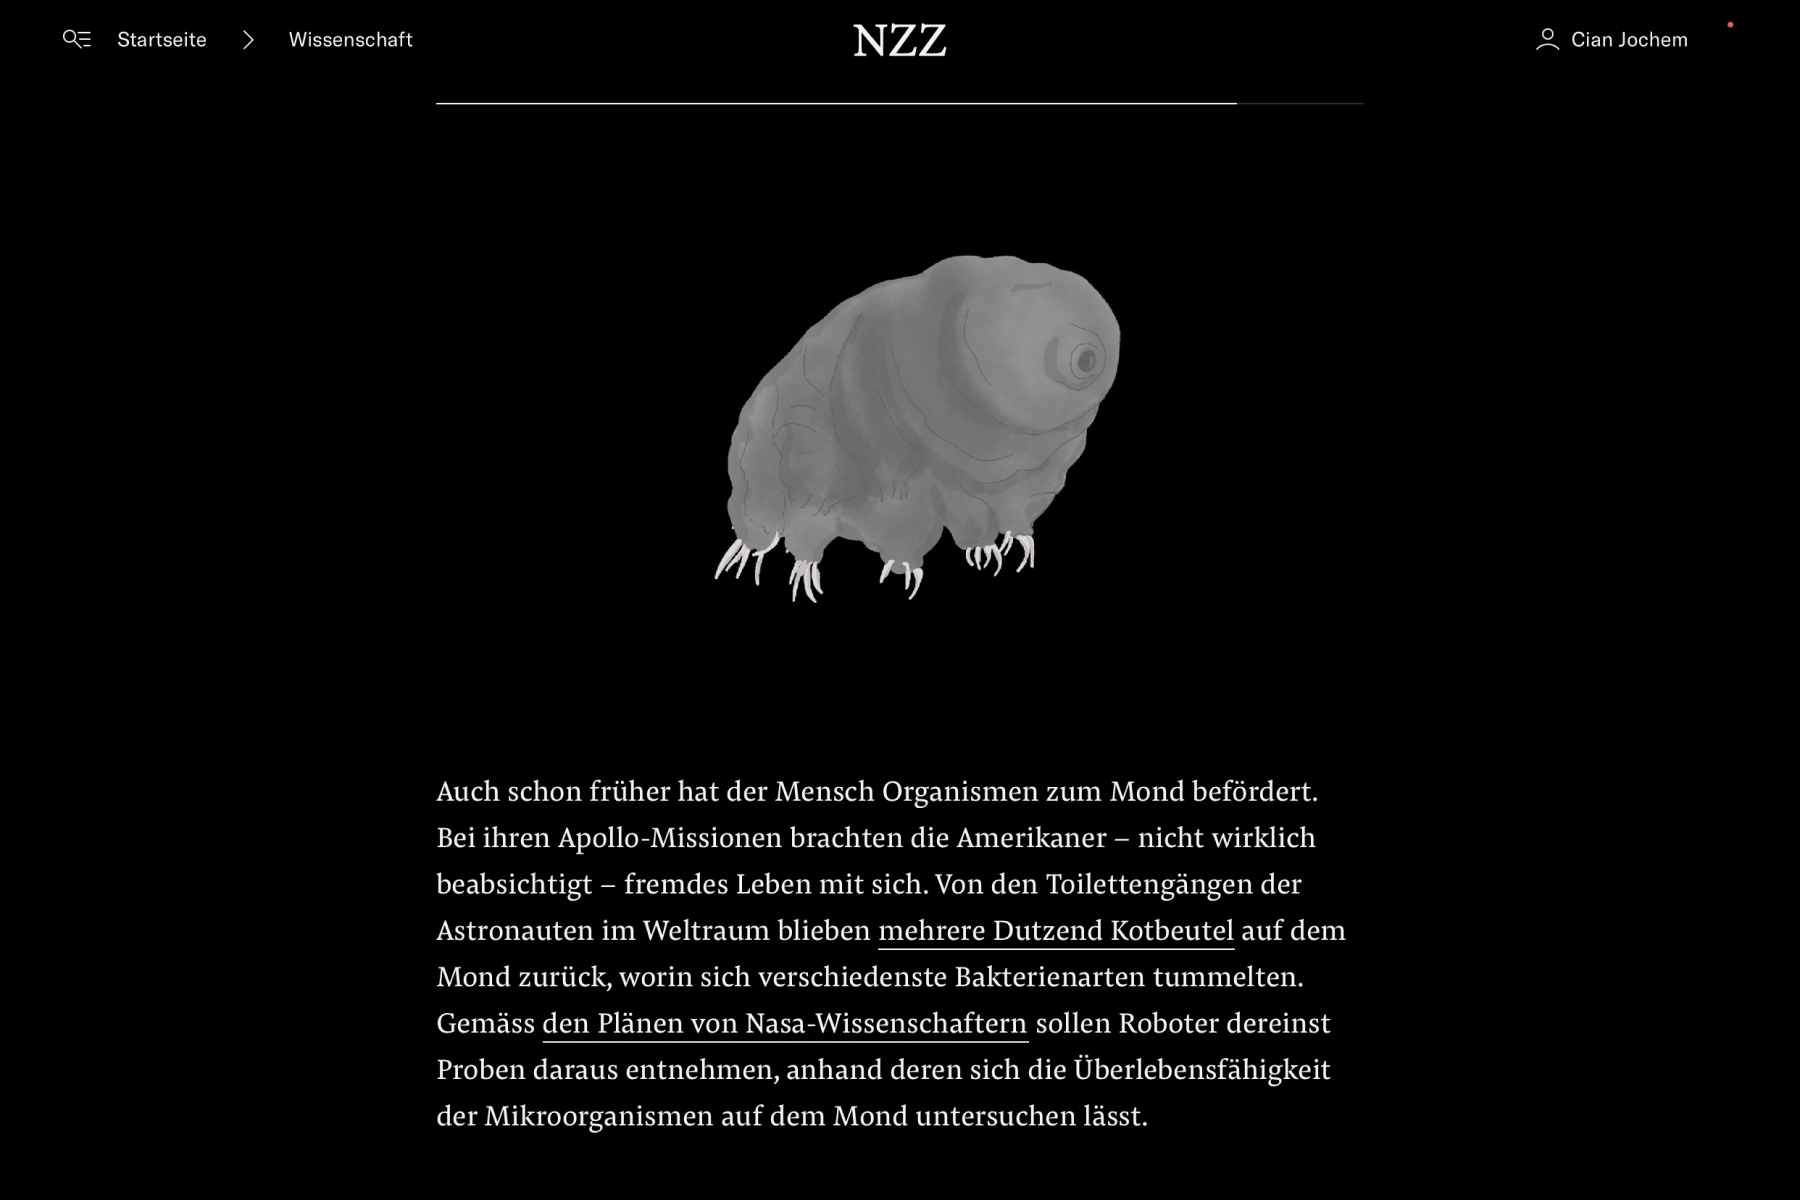 Startseite
Wissenschaft
NZZ
Cian Jochem
Auch schon früher hat der Mensch Organismen zum Mond befördert.
Bei ihren Apollo-Missionen brachten die Amerikaner – nicht wirklich
beabsichtigt – fremdes Leben mit sich. Von den Toilettengängen der
Astronauten im Weltraum blieben mehrere Dutzend Kotbeutel auf dem
Mond zurück, worin sich verschiedenste Bakterienarten tummelten.
Gemäss den Plänen von Nasa-Wissenschaftern sollen Roboter dereinst
Proben daraus entnehmen, anhand deren sich die Überlebensfähigkeit
der Mikroorganismen auf dem Mond untersuchen lässt.